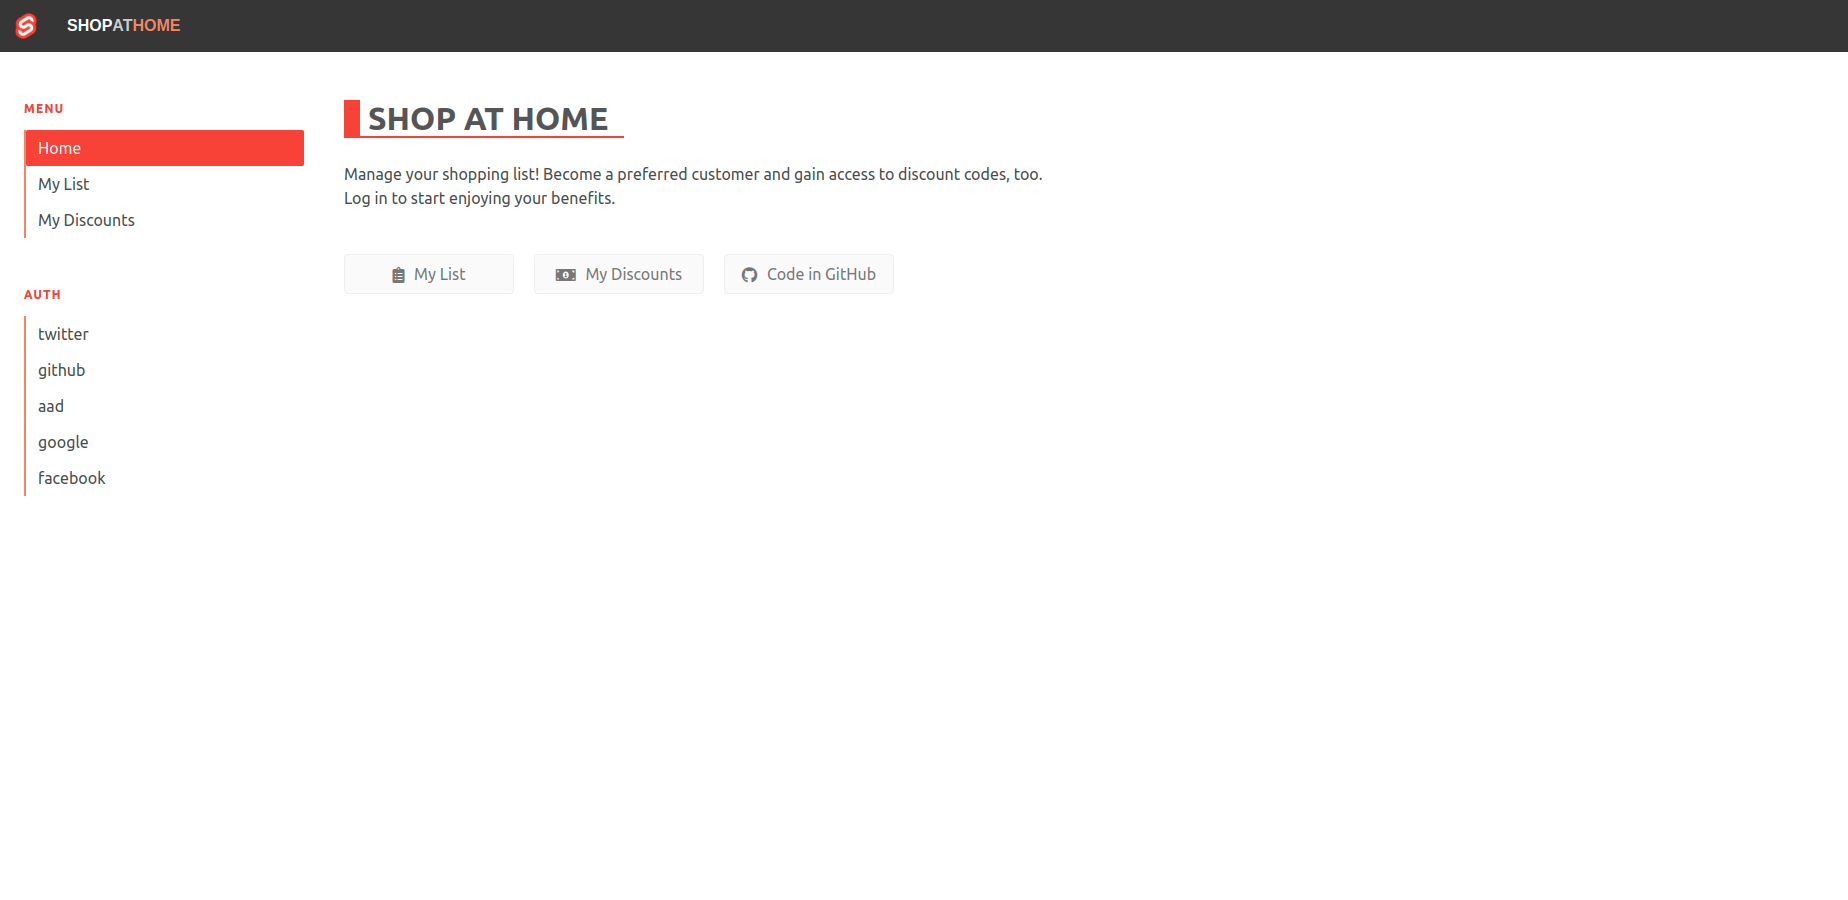 SHOPATHOME
MENU
Home
My List
My Discounts
AUTH
twitter
github
aad
google
facebook
SHOP AT HOME
Manage your shopping list! Become a preferred customer and gain access to discount codes, too.
Log in to start enjoying your benefits.
My List
My Discounts
Code in GitHub